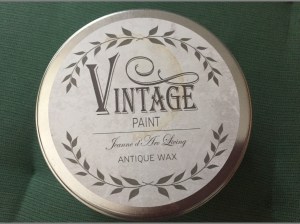 VINTAGE
PAINT
Jeanne d'Arc Living
ANTIQUE WAX